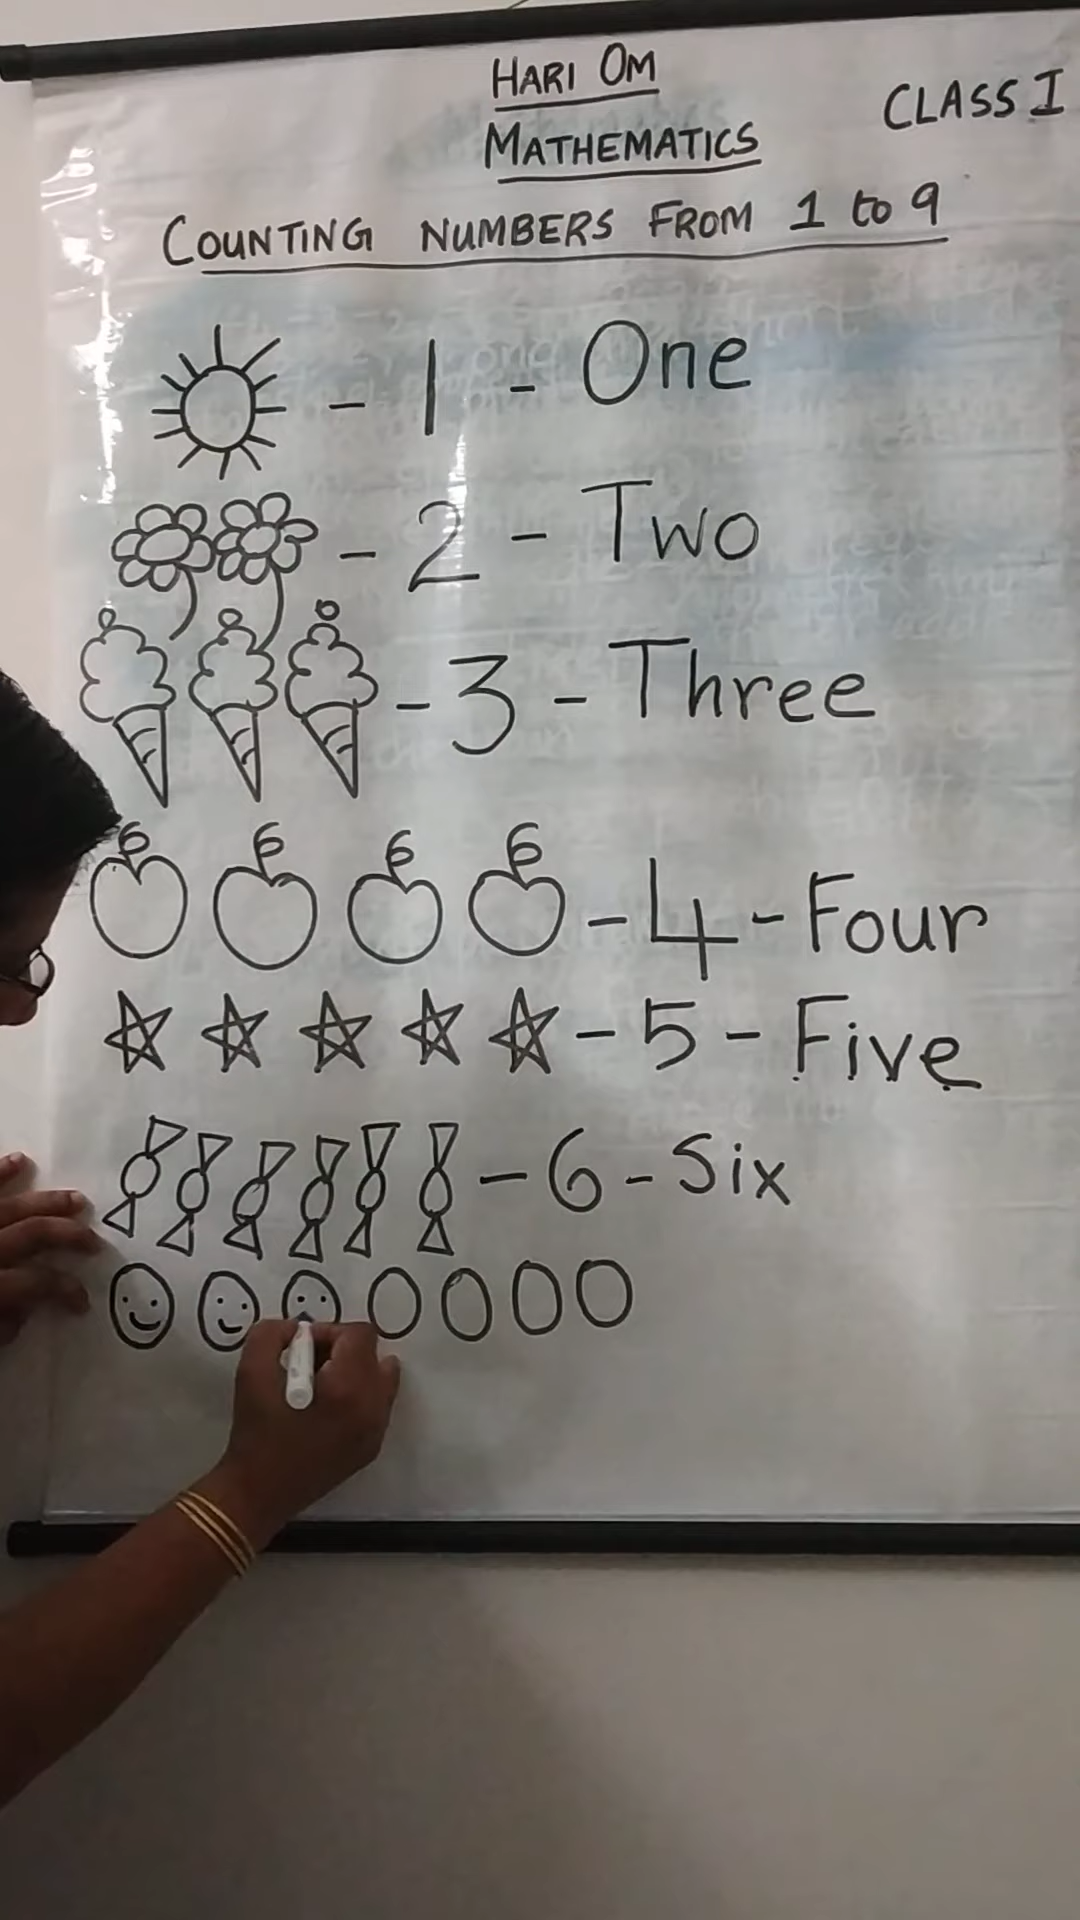 HARI OM
CLASS I
MATHEMATICS
COUNTING NUMBERS FROM 1 to 9
- 1 - One
- 2 - Two
- 3 - Three
- 4 - Four
- 5 - Five
- 6 - Six